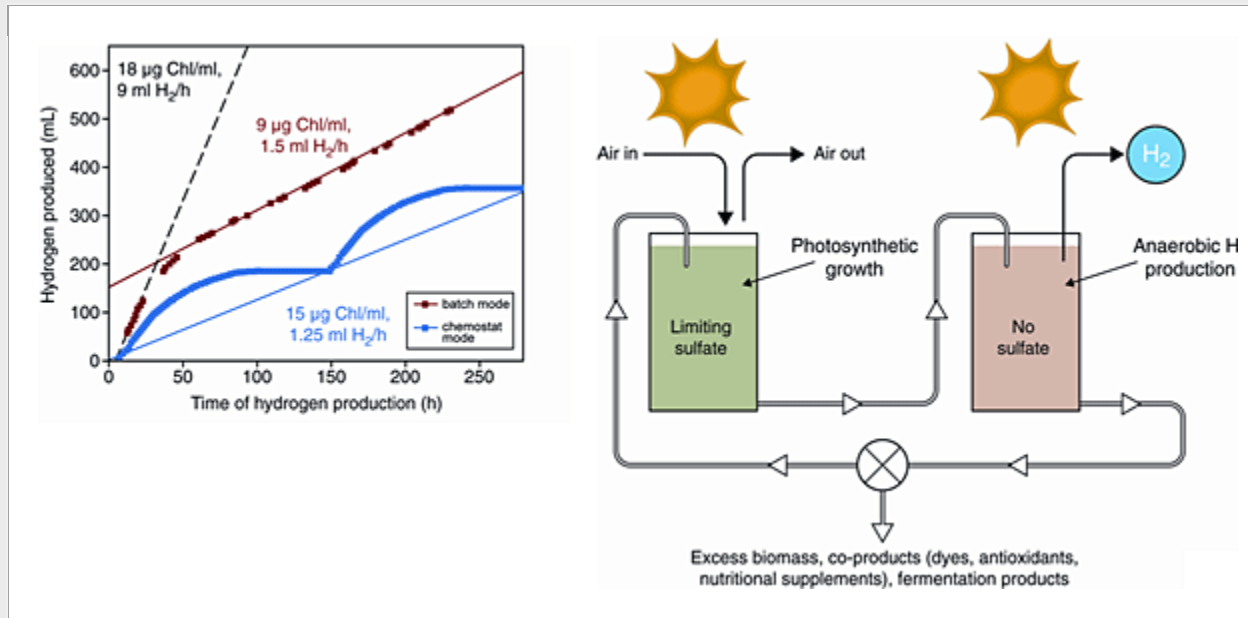 600
500
400
300
200
100
0
Hydrogen produced (mL)
18 µg Chl/ml,
9 ml H₂/h
9 µg Chl/ml,
1.5 ml H₂/h
15 µg Chl/ml,
1.25 ml H₂/h
batch mode
chemostat
mode
0 50 100 150 200 250
Time of hydrogen production (h)
Air in
Air out
H₂
Photosynthetic
growth
Anaerobic H
production
Limiting
sulfate
No
sulfate
Excess biomass, co-products (dyes, antioxidants,
nutritional supplements), fermentation products